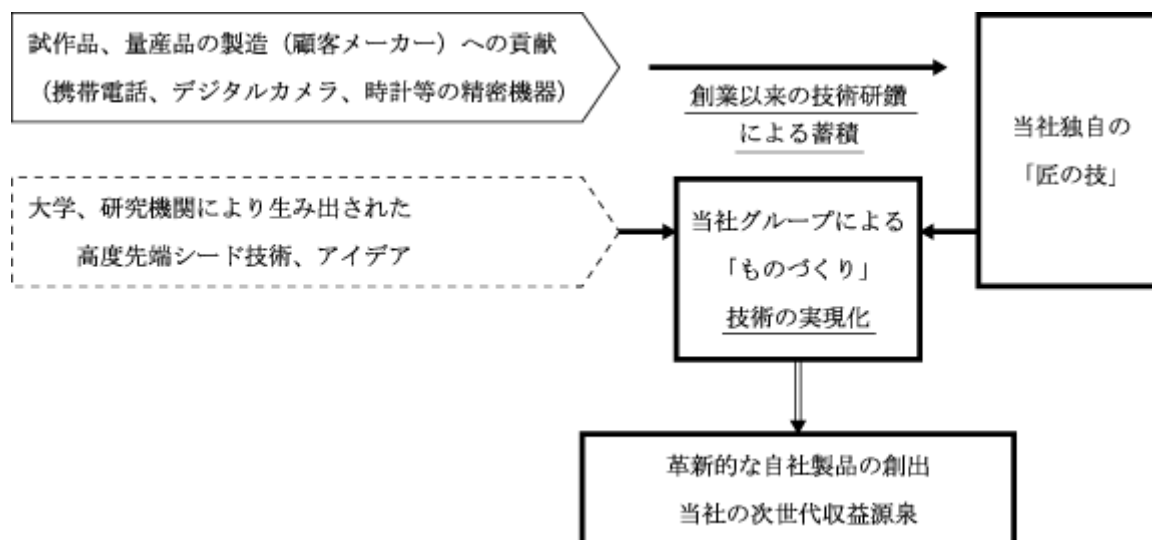 試作品、量産品の製造（顧客メーカー）への貢献
（携帯電話、デジタルカメラ、時計等の精密機器）
創業以来の技術研鑽
による蓄積
当社独自の
「匠の技」
大学、研究機関により生み出された
高度先端シード技術、アイデア
当社グループによる
「ものづくり」
技術の実現化
革新的な自社製品の創出
当社の次世代収益源泉